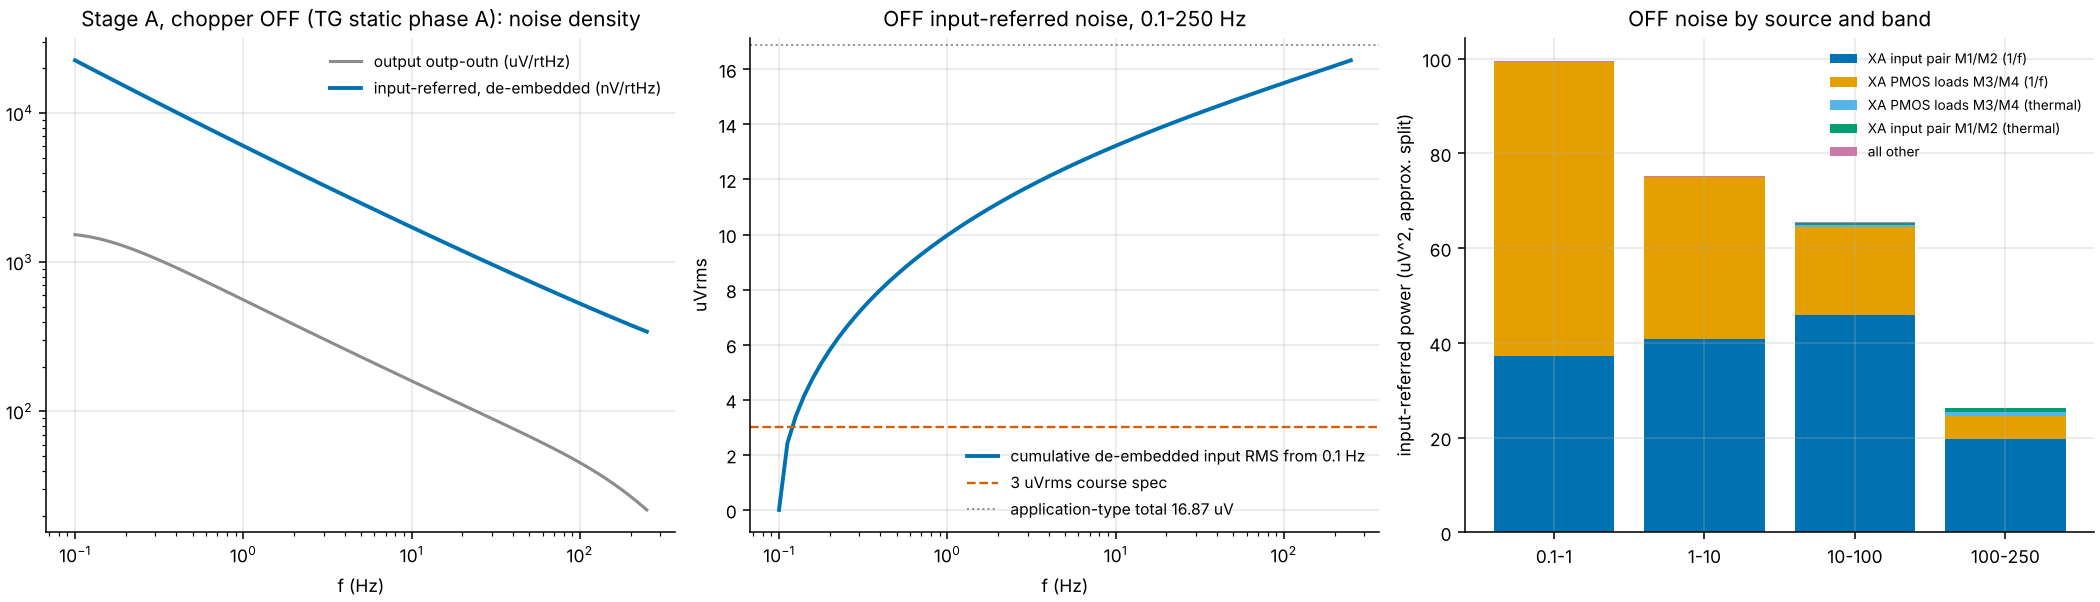 Stage A, chopper OFF (TG static phase A): noise density
output outp-outn (uV/rtHz)
input-referred, de-embedded (nV/rtHz)
10^4
10^3
10^2
10^-1
10^0
10^1
10^2
f (Hz)
OFF input-referred noise, 0.1-250 Hz
uVrms
16
14
12
10
8
6
4
2
0
cumulative de-embedded input RMS from 0.1 Hz
3 uVrms course spec
application-type total 16.87 uV
10^-1
10^0
10^1
10^2
f (Hz)
OFF noise by source and band
input-referred power (uV^2, approx. split)
100
80
60
40
20
0
XA input pair M1/M2 (1/f)
XA PMOS loads M3/M4 (1/f)
XA PMOS loads M3/M4 (thermal)
XA input pair M1/M2 (thermal)
all other
0.1-1
1-10
10-100
100-250